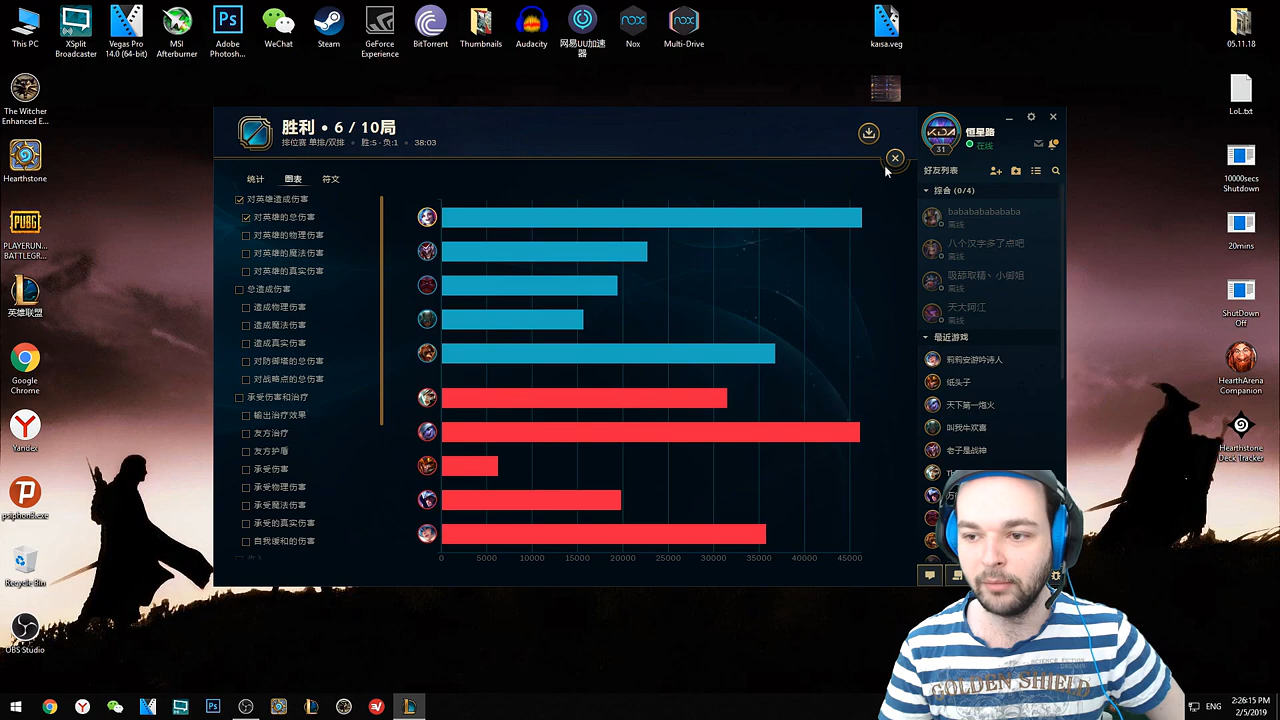 This PC
XSplit
Broadcaster
Vegas Pro
14.0 (64-bit)
MSI
Afterburner
Adobe
Photosh...
WeChat
Steam
GeForce
Experience
BitTorrent
Thumbnails
Audacity
网易UU加速
器
Nox
Multi-Drive
kaisa.veg
05.11.18
The Witcher
Enhanced E...
Hearthstone
PLAYERUN...
BATTLEGR...
英雄联盟
Google
Chrome
Yandex
psiphon3.exe
Recycle Bin
OBS Studio
LoL.txt
10000secs
Shutdown
20mins
ShutDown
Off
HearthArena
Companion
Hearthstone
Deck Tracker
胜利 • 6 / 10局
排位赛 单排/双排 • 胜:5 - 负:1 • 38:03
统计 图表 符文
对英雄造成伤害
对英雄的总伤害
对英雄的物理伤害
对英雄的魔法伤害
对英雄的真实伤害
总造成伤害
造成物理伤害
造成魔法伤害
造成真实伤害
对防御塔的总伤害
对战略点的总伤害
承受伤害和治疗
输出治疗效果
友方治疗
友方护盾
承受伤害
承受物理伤害
承受魔法伤害
承受的真实伤害
自我缓和的伤害
0 5000 10000 15000 20000 25000 30000 35000 40000 45000
KDA
31
恒星路
在线
好友列表
综合 (0/4)
babababababa
离线
八个汉字多了点吧
离线
吸舔取精丶小御姐
离线
天大阿江
离线
最近游戏
莉莉安游吟诗人
纸头子
天下第一炮火
叫我牛欢喜
老子是战神
SCIENCE FICTION
GOLDEN SHIELD
ENG
2:26:15 PM
2/5/2019